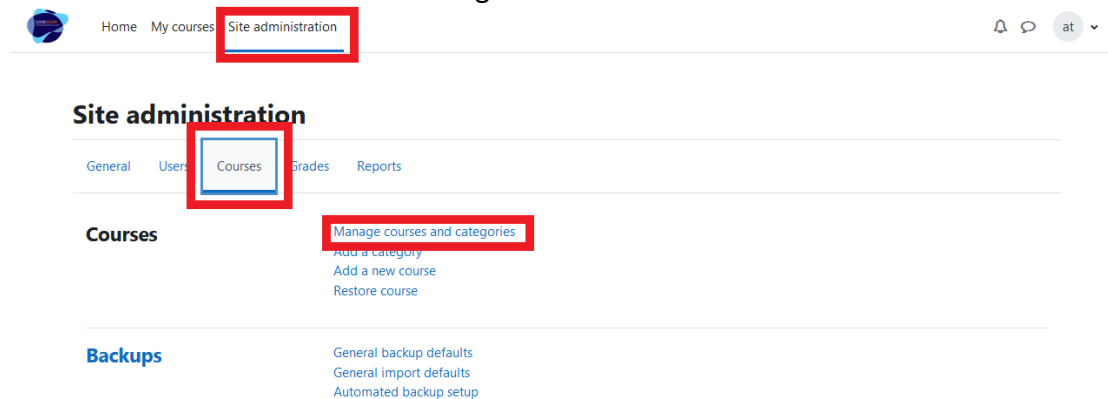 Home My courses Site administration
at
Site administration
General Users Courses Grades Reports
Courses
Manage courses and categories
Add a category
Add a new course
Restore course
Backups
General backup defaults
General import defaults
Automated backup setup